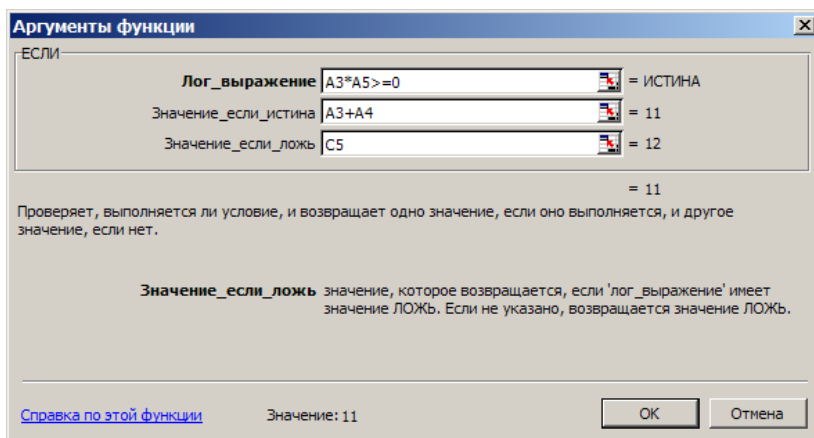 Аргументы функции
ЕСЛИ
Лог_выражение A3*A5>=0 = ИСТИНА
Значение_если_истина A3+A4 = 11
Значение_если_ложь C5 = 12
= 11
Проверяет, выполняется ли условие, и возвращает одно значение, если оно выполняется, и другое
значение, если нет.
Значение_если_ложь значение, которое возвращается, если 'лог_выражение' имеет
значение ЛОЖЬ. Если не указано, возвращается значение ЛОЖЬ.
Справка по этой функции Значение: 11 OK Отмена